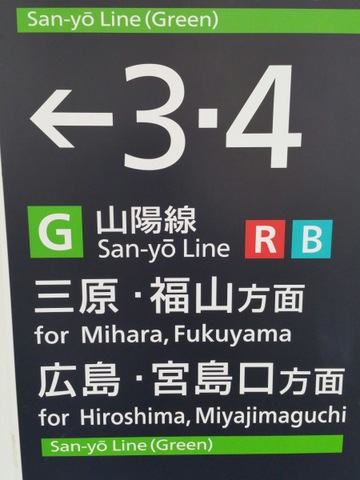 San-yō Line (Green)
←3·4
G 山陽線 R B
San-yō Line
三原・福山方面
for Mihara, Fukuyama
広島・宮島口方面
for Hiroshima, Miyajimaguchi
San-yō Line (Green)